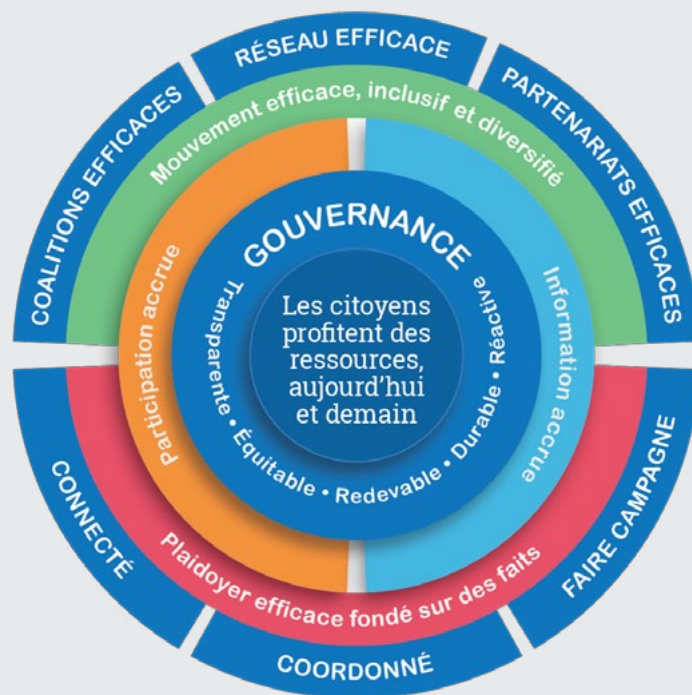 RÉSEAU EFFICACE
COALITIONS EFFICACES
PARTENARIATS EFFICACES
Mouvement efficace, inclusif et diversifié
Participation accrue
Information accrue
GOUVERNANCE
Transparente • Équitable • Redevable • Durable • Réactive
Les citoyens
profitent des
ressources,
aujourd'hui
et demain
Plaidoyer efficace fondé sur des faits
CONNECTÉ
COORDONNÉ
FAIRE CAMPAGNE